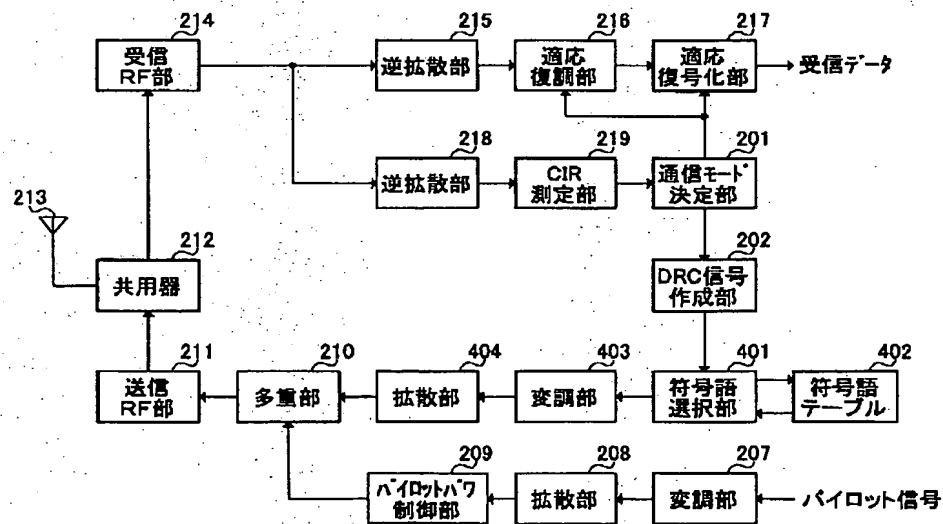 214
受信
RF部
215
逆拡散部
216
適応
復調部
217
適応
復号化部
受信データ
218
逆拡散部
219
CIR
測定部
201
通信モード
決定部
213
212
共用器
202
DRC信号
作成部
211
送信
RF部
210
多重部
404
拡散部
403
変調部
401
符号語
選択部
402
符号語
テーブル
209
パイロットパワ
制御部
208
拡散部
207
変調部
パイロット信号